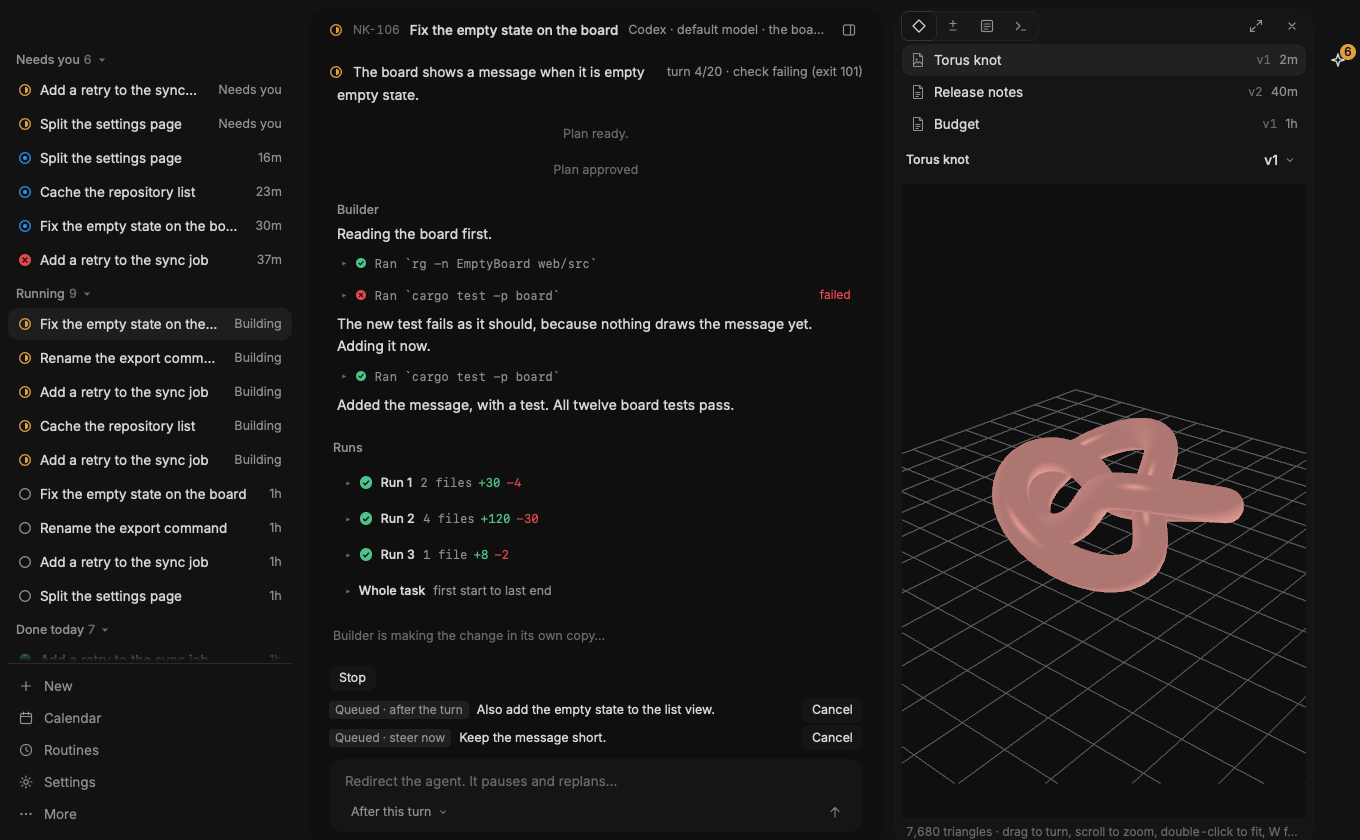 Needs you 6
Add a retry to the sync... Needs you
Split the settings page Needs you
Split the settings page 16m
Cache the repository list 23m
Fix the empty state on the bo... 30m
Add a retry to the sync job 37m
Running 9
Fix the empty state on the... Building
Rename the export comm... Building
Add a retry to the sync job Building
Cache the repository list Building
Add a retry to the sync job Building
Fix the empty state on the board 1h
Rename the export command 1h
Add a retry to the sync job 1h
Split the settings page 1h
Done today 7
Add a retry to the sync job 1h
New
Calendar
Routines
Settings
More
NK-106 Fix the empty state on the board Codex · default model · the boa...
The board shows a message when it is empty turn 4/20 · check failing (exit 101)
empty state.
Plan ready.
Plan approved
Builder
Reading the board first.
Ran `rg -n EmptyBoard web/src`
Ran `cargo test -p board` failed
The new test fails as it should, because nothing draws the message yet.
Adding it now.
Ran `cargo test -p board`
Added the message, with a test. All twelve board tests pass.
Runs
Run 1 2 files +30 −4
Run 2 4 files +120 −30
Run 3 1 file +8 −2
Whole task first start to last end
Builder is making the change in its own copy...
Stop
Queued · after the turn Also add the empty state to the list view. Cancel
Queued · steer now Keep the message short. Cancel
Redirect the agent. It pauses and replans...
After this turn
Torus knot v1 2m
Release notes v2 40m
Budget v1 1h
Torus knot v1
7,680 triangles · drag to turn, scroll to zoom, double-click to fit, W f...
6